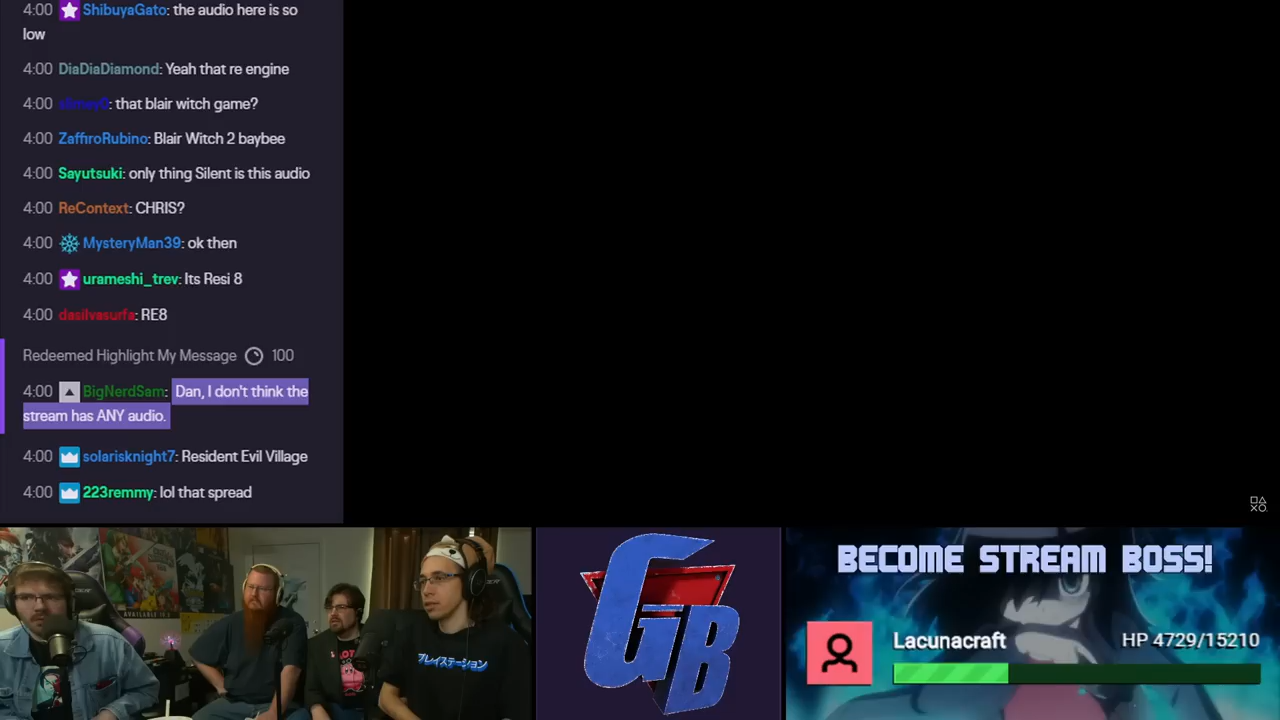 4:00 ShibuyaGato: the audio here is so
low
4:00 DiaDiaDiamond: Yeah that re engine
4:00 : that blair witch game?
4:00 ZaffiroRubino: Blair Witch 2 baybee
4:00 Sayutsuki: only thing Silent is this audio
4:00 ReContext: CHRIS?
4:00 MysteryMan39: ok then
4:00 urameshi_trev: Its Resi 8
4:00 dasilvasurfa: RE8
Redeemed Highlight My Message 100
4:00 BigNerdSam: Dan, I don't think the
stream has ANY audio.
4:00 solarisknight7: Resident Evil Village
4:00 223remmy: lol that spread
AVAILABLE
プレイステーション
GB
BECOME STREAM BOSS!
Lacunacraft HP 4729/15210